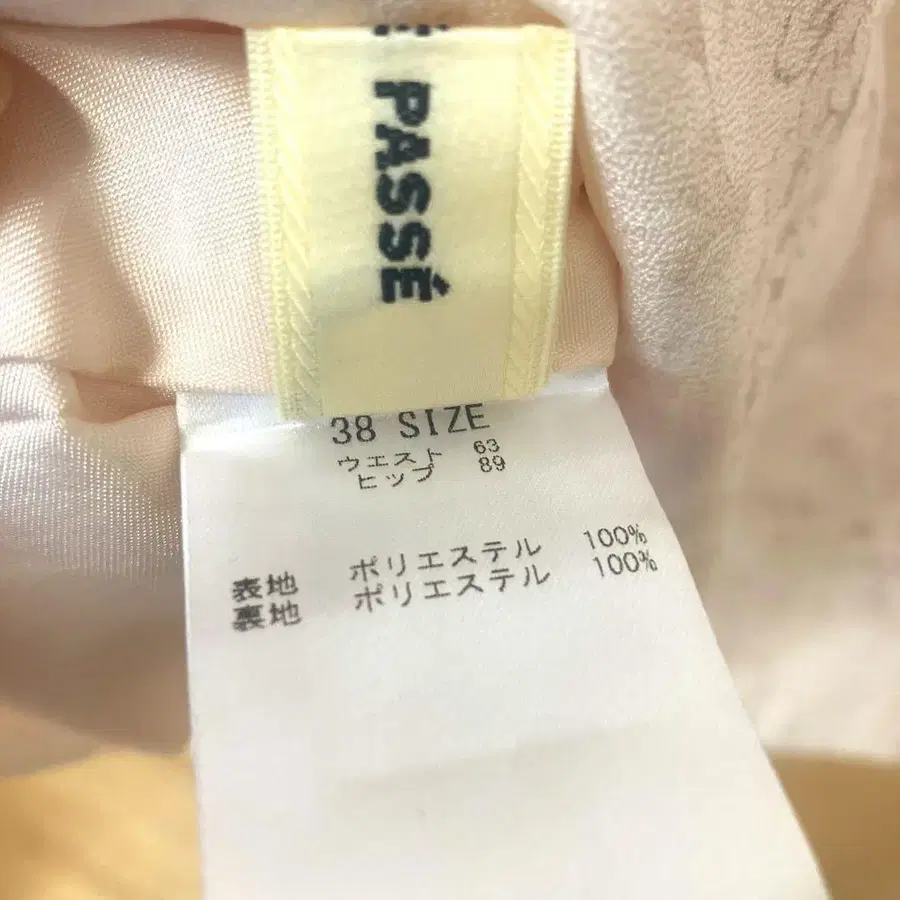 PASSÉ
38 SIZE
ウエスト 63
ヒップ 89
表地 ポリエステル 100%
裏地 ポリエステル 100%